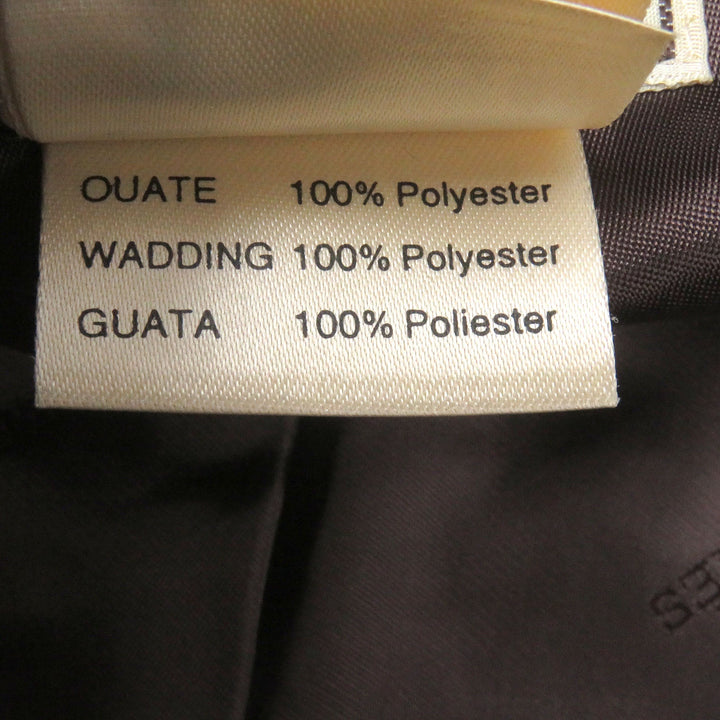 OUATE 100% Polyester
WADDING 100% Polyester
GUATA 100% Poliester